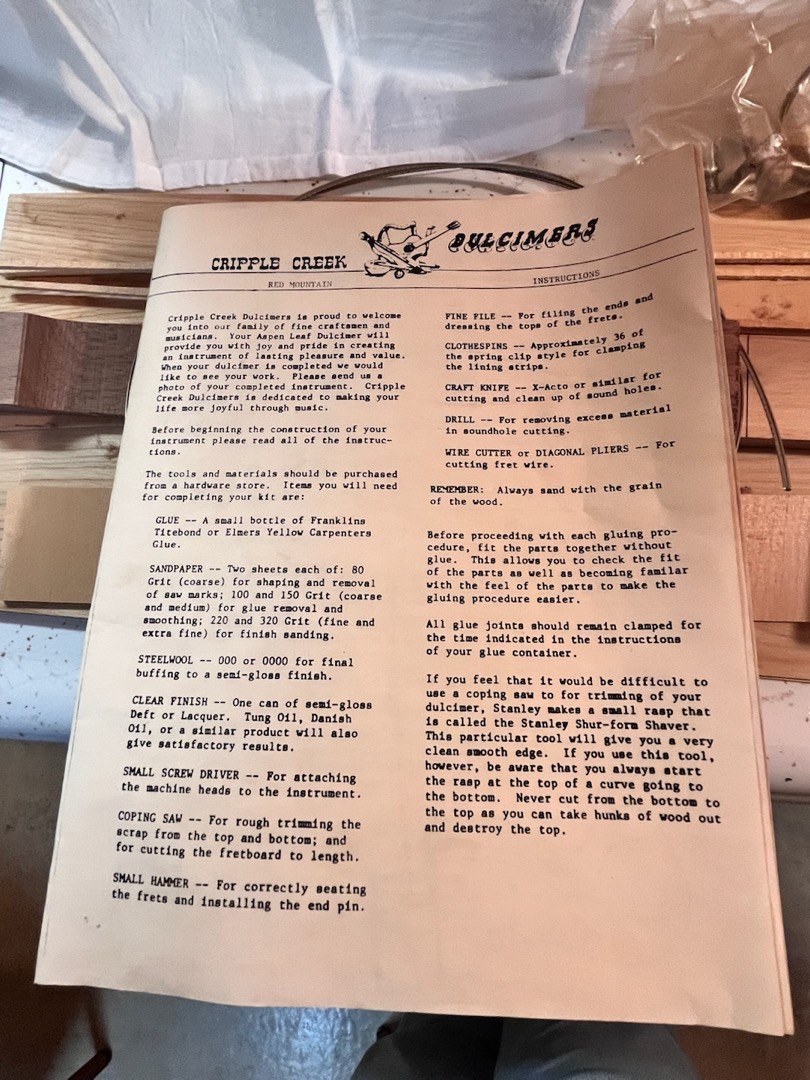 CRIPPLE CREEK DULCIMERS
RED MOUNTAIN INSTRUCTIONS
Cripple Creek Dulcimers is proud to welcome
you into our family of fine craftsmen and
musicians. Your Aspen Leaf Dulcimer will
provide you with joy and pride in creating
an instrument of lasting pleasure and value.
When your dulcimer is completed we would
like to see your work. Please send us a
photo of your completed instrument. Cripple
Creek Dulcimers is dedicated to making your
life more joyful through music.
Before beginning the construction of your
instrument please read all of the instruc-
tions.
The tools and materials should be purchased
from a hardware store. Items you will need
for completing your kit are:
GLUE -- A small bottle of Franklins
Titebond or Elmers Yellow Carpenters
Glue.
SANDPAPER -- Two sheets each of: 80
Grit (coarse) for shaping and removal
of saw marks; 100 and 150 Grit (coarse
and medium) for glue removal and
smoothing; 220 and 320 Grit (fine and
extra fine) for finish sanding.
STEELWOOL -- 000 or 0000 for final
buffing to a semi-gloss finish.
CLEAR FINISH -- One can of semi-gloss
Deft or Lacquer. Tung Oil, Danish
Oil, or a similar product will also
give satisfactory results.
SMALL SCREW DRIVER -- For attaching
the machine heads to the instrument.
COPING SAW -- For rough trimming the
scrap from the top and bottom; and
for cutting the fretboard to length.
SMALL HAMMER -- For correctly seating
the frets and installing the end pin.
FINE FILE -- For filing the ends and
dressing the tops of the frets.
CLOTHESPINS -- Approximately 36 of
the spring clip style for clamping
the lining strips.
CRAFT KNIFE -- X-Acto or similar for
cutting and clean up of sound holes.
DRILL -- For removing excess material
in soundhole cutting.
WIRE CUTTER or DIAGONAL PLIERS -- For
cutting fret wire.
REMEMBER: Always sand with the grain
of the wood.
Before proceeding with each gluing pro-
cedure, fit the parts together without
glue. This allows you to check the fit
of the parts as well as becoming familar
with the feel of the parts to make the
gluing procedure easier.
All glue joints should remain clamped for
the time indicated in the instructions
of your glue container.
If you feel that it would be difficult to
use a coping saw to for trimming of your
dulcimer, Stanley makes a small rasp that
is called the Stanley Shur-form Shaver.
This particular tool will give you a very
clean smooth edge. If you use this tool,
however, be aware that you always start
the rasp at the top of a curve going to
the bottom. Never cut from the bottom to
the top as you can take hunks of wood out
and destroy the top.